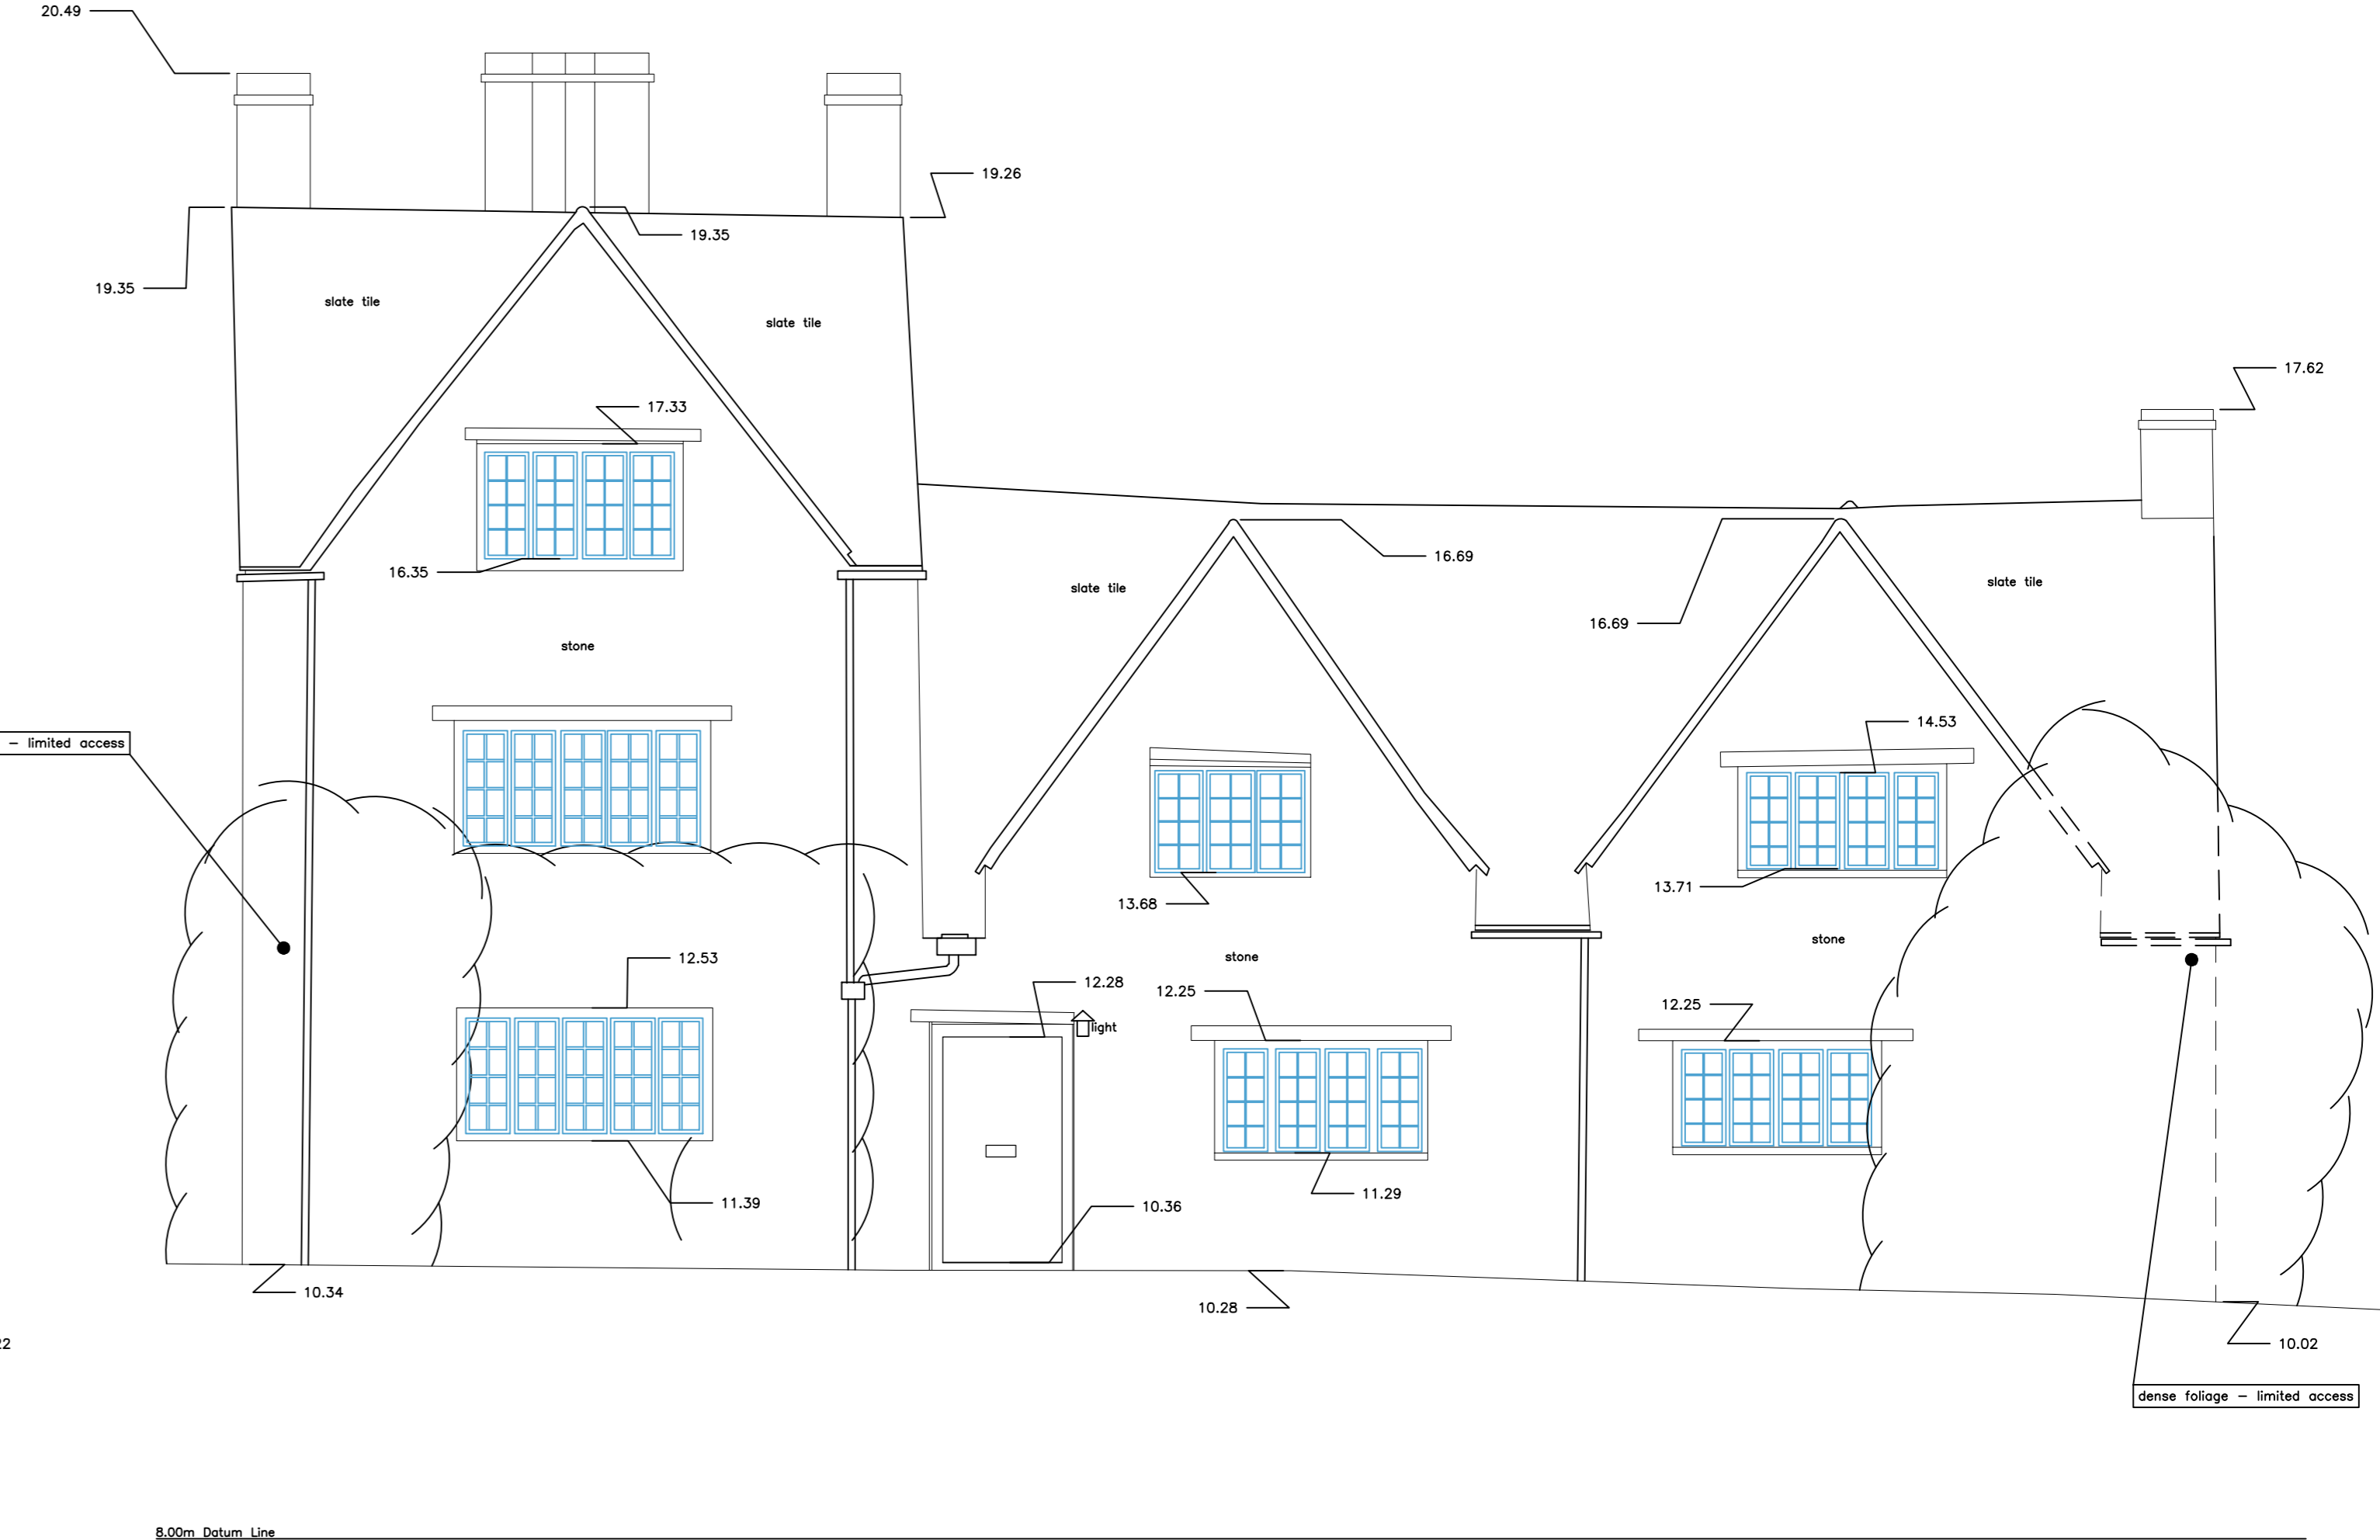 20.49
19.26
19.35
19.35
slate tile
slate tile
17.62
17.33
16.69
16.35
slate tile
slate tile
16.69
stone
14.53
– limited access
13.71
13.68
stone
stone
12.53
12.28
12.25
12.25
light
11.29
11.39
10.36
10.34
10.28
22
10.02
dense foliage – limited access
8.00m Datum Line